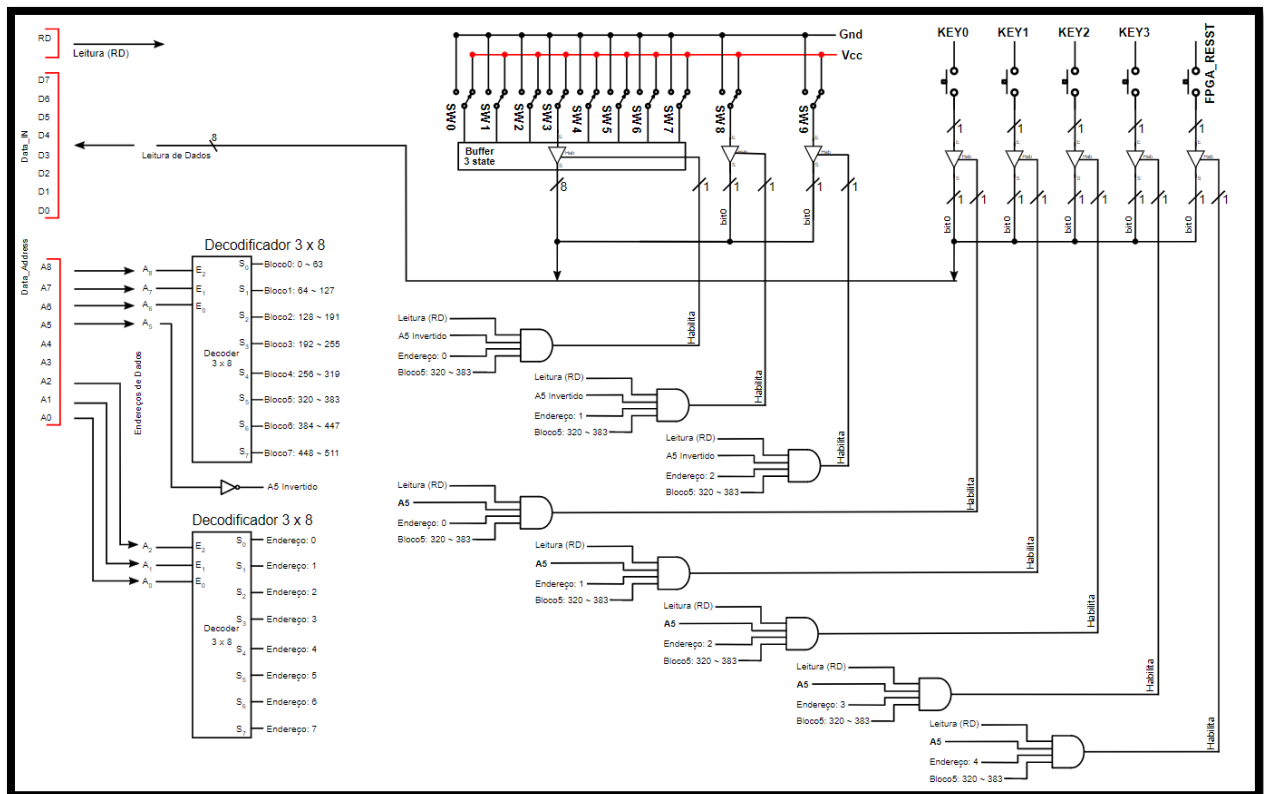 RD
Leitura (RD)
D7
D6
D5
D4
D3
D2
D1
D0
Data_IN
8
Leitura de Dados
Gnd
Vcc
SW0
SW1
SW2
SW3
SW4
SW5
SW6
SW7
SW8
SW9
Buffer
3 state
Hab
Hab
Hab
8
1
1
1
1
1
bit0
bit0
KEY0
KEY1
KEY2
KEY3
FPGA_RESST
1
1
1
1
1
Hab
Hab
Hab
Hab
Hab
1
1
1
1
1
1
1
1
1
1
bit0
bit0
bit0
bit0
bit0
Data_Address
A8
A7
A6
A5
A4
A3
A2
A1
A0
A8
A7
A6
A5
Endereços de Dados
Decodificador 3 x 8
E2
E1
E0
Decoder
3 x 8
S0 Bloco0: 0 ~ 63
S1 Bloco1: 64 ~ 127
S2 Bloco2: 128 ~ 191
S3 Bloco3: 192 ~ 255
S4 Bloco4: 256 ~ 319
S5 Bloco5: 320 ~ 383
S6 Bloco6: 384 ~ 447
S7 Bloco7: 448 ~ 511
A5 Invertido
Decodificador 3 x 8
A2
A1
A0
E2
E1
E0
Decoder
3 x 8
S0 Endereço: 0
S1 Endereço: 1
S2 Endereço: 2
S3 Endereço: 3
S4 Endereço: 4
S5 Endereço: 5
S6 Endereço: 6
S7 Endereço: 7
Leitura (RD)
A5 Invertido
Endereço: 0
Bloco5: 320 ~ 383
Habilita
Leitura (RD)
A5 Invertido
Endereço: 1
Bloco5: 320 ~ 383
Habilita
Leitura (RD)
A5 Invertido
Endereço: 2
Bloco5: 320 ~ 383
Habilita
Leitura (RD)
A5
Endereço: 0
Bloco5: 320 ~ 383
Habilita
Leitura (RD)
A5
Endereço: 1
Bloco5: 320 ~ 383
Habilita
Leitura (RD)
A5
Endereço: 2
Bloco5: 320 ~ 383
Habilita
Leitura (RD)
A5
Endereço: 3
Bloco5: 320 ~ 383
Habilita
Leitura (RD)
A5
Endereço: 4
Bloco5: 320 ~ 383
Habilita